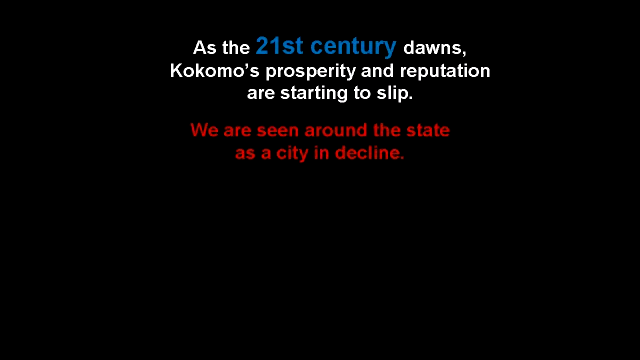 As the 21st century dawns,
Kokomo’s prosperity and reputation
are starting to slip.
We are seen around the state
as a city in decline.